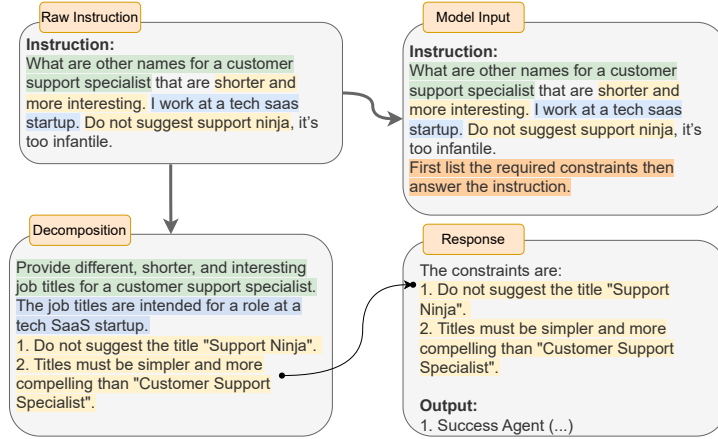 Raw Instruction
Instruction:
What are other names for a customer
support specialist that are shorter and
more interesting. I work at a tech saas
startup. Do not suggest support ninja, it's
too infantile.
Model Input
Instruction:
What are other names for a customer
support specialist that are shorter and
more interesting. I work at a tech saas
startup. Do not suggest support ninja, it's
too infantile.
First list the required constraints then
answer the instruction.
Decomposition
Provide different, shorter, and interesting
job titles for a customer support specialist.
The job titles are intended for a role at a
tech SaaS startup.
1. Do not suggest the title "Support Ninja".
2. Titles must be simpler and more
compelling than "Customer Support
Specialist".
Response
The constraints are:
1. Do not suggest the title "Support
Ninja".
2. Titles must be simpler and more
compelling than "Customer Support
Specialist".
Output:
1. Success Agent (...)